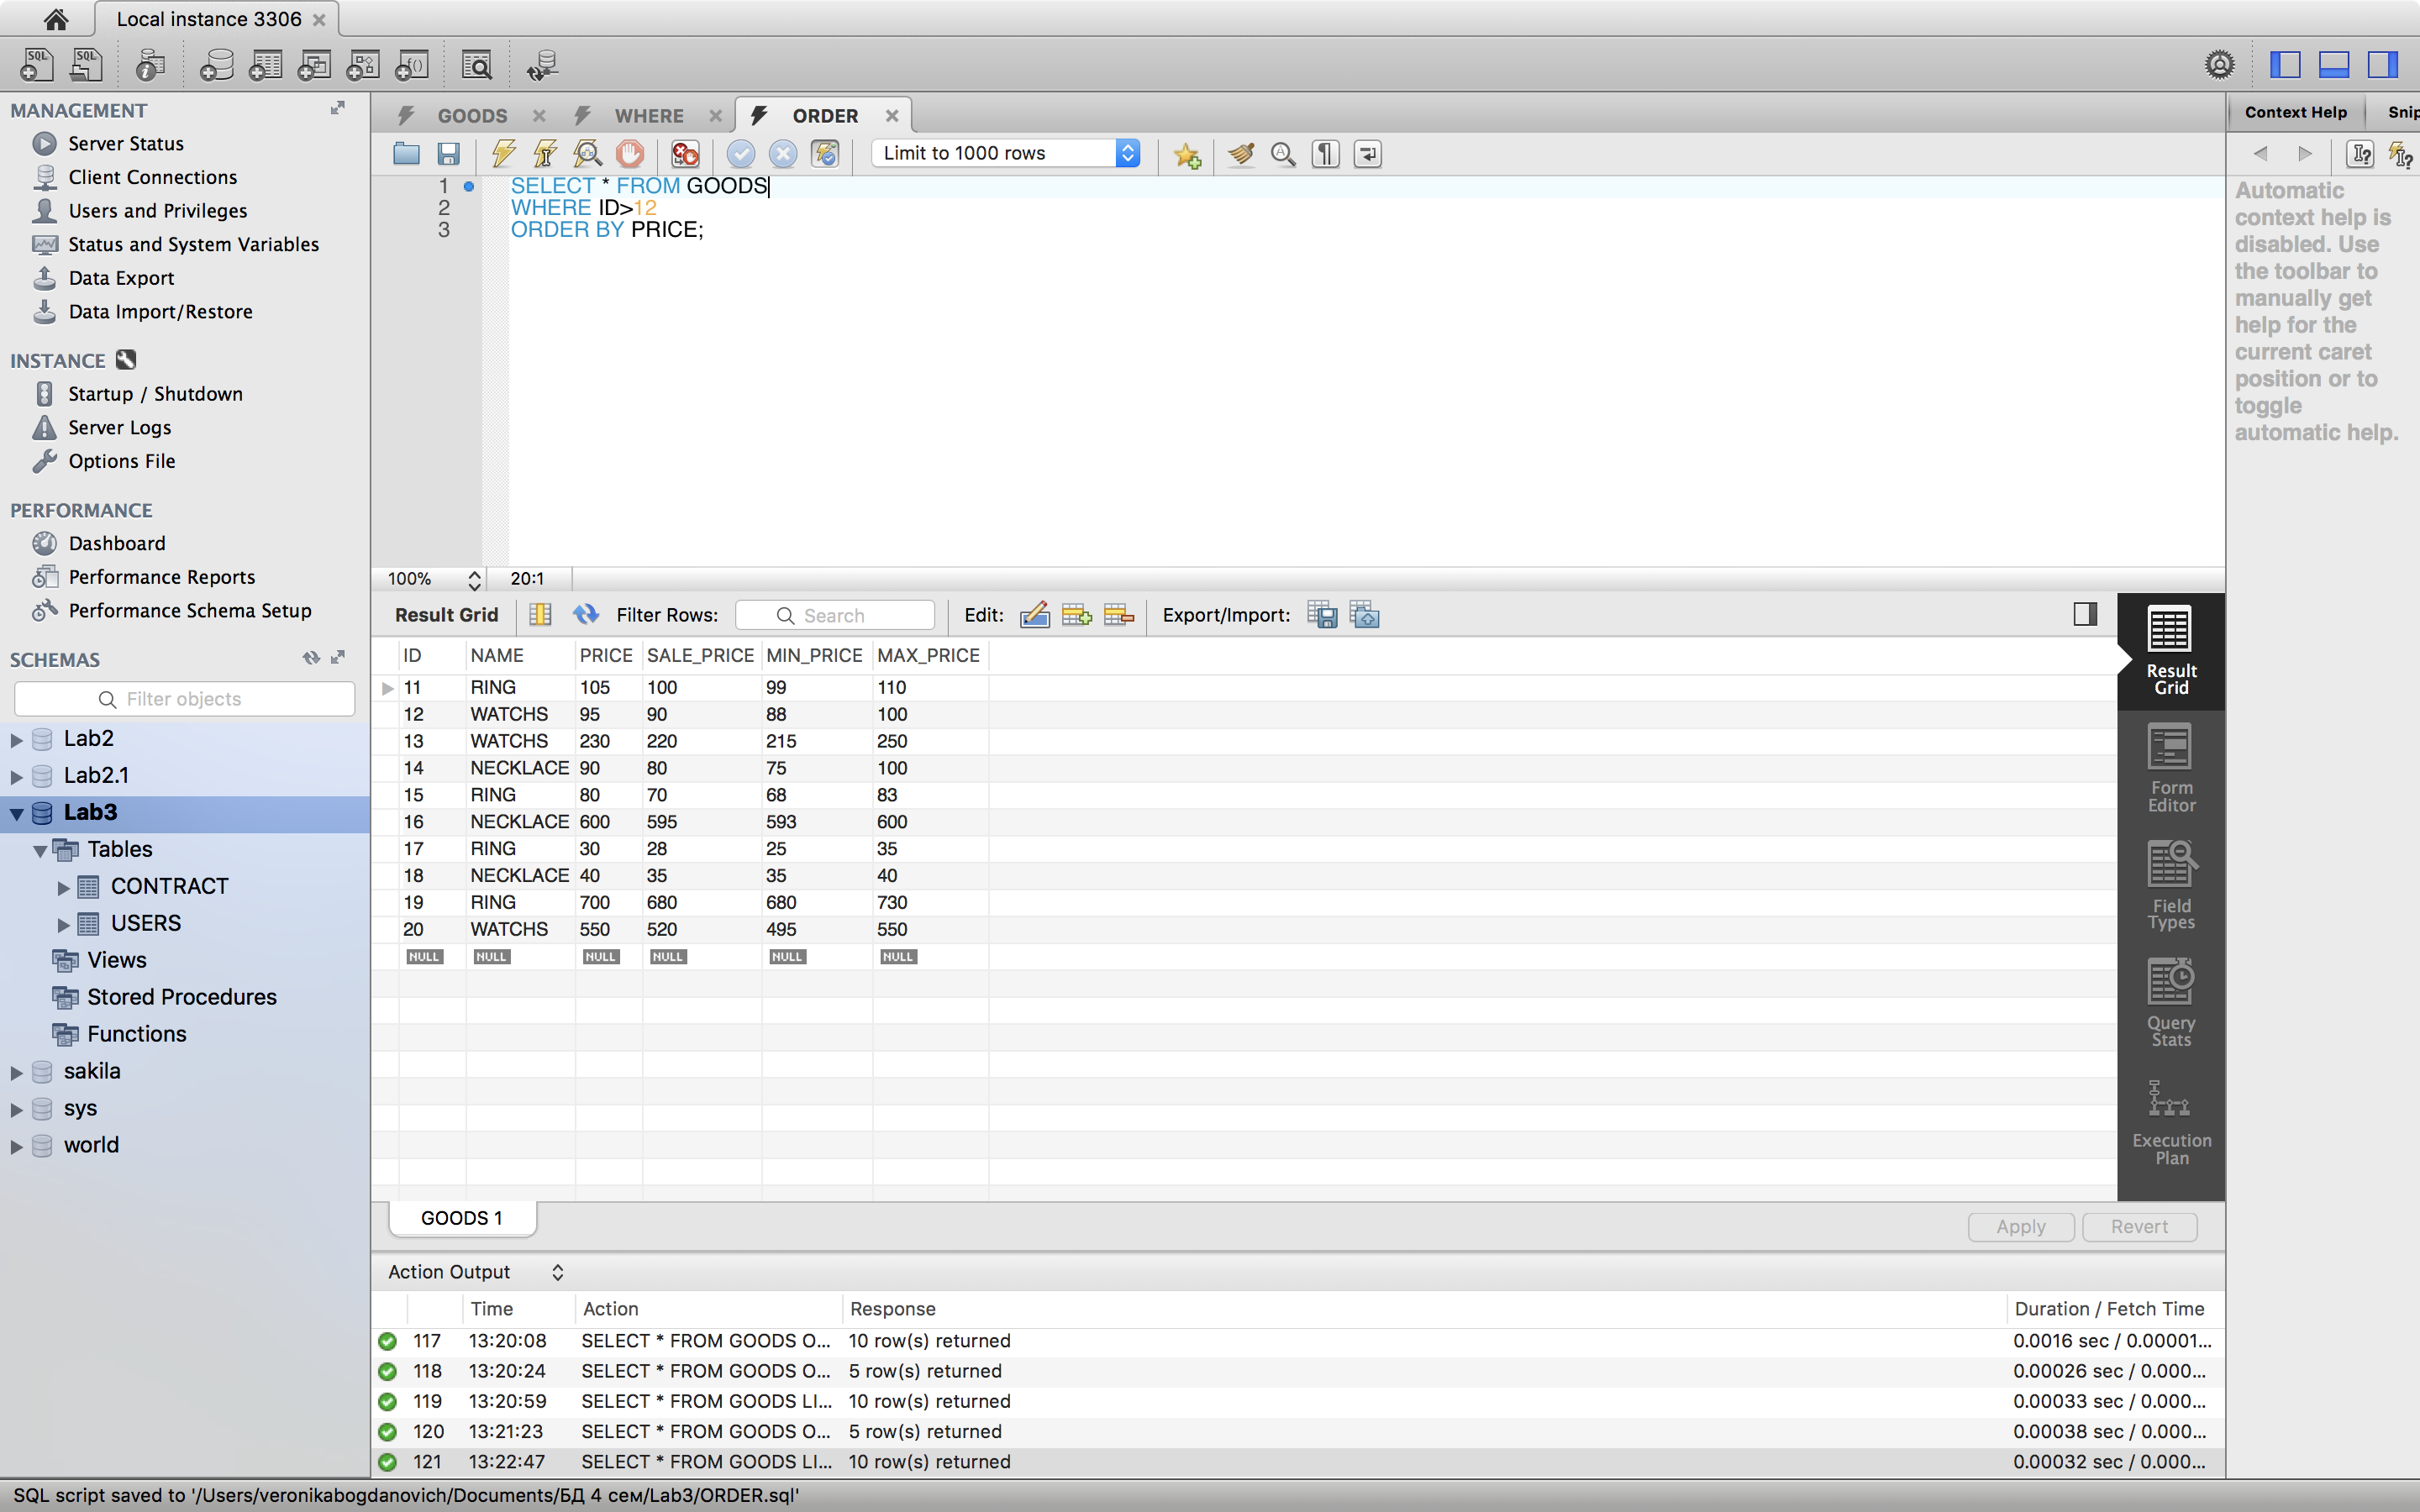 Local instance 3306
MANAGEMENT
Server Status
Client Connections
Users and Privileges
Status and System Variables
Data Export
Data Import/Restore
INSTANCE
Startup / Shutdown
Server Logs
Options File
PERFORMANCE
Dashboard
Performance Reports
Performance Schema Setup
SCHEMAS
Filter objects
Lab2
Lab2.1
Lab3
Tables
CONTRACT
USERS
Views
Stored Procedures
Functions
sakila
sys
world
GOODS WHERE ORDER
Limit to 1000 rows
1 SELECT * FROM GOODS
2 WHERE ID>12
3 ORDER BY PRICE;
100% 20:1
Result Grid Filter Rows: Search Edit: Export/Import:
ID NAME PRICE SALE_PRICE MIN_PRICE MAX_PRICE
11 RING 105 100 99 110
12 WATCHS 95 90 88 100
13 WATCHS 230 220 215 250
14 NECKLACE 90 80 75 100
15 RING 80 70 68 83
16 NECKLACE 600 595 593 600
17 RING 30 28 25 35
18 NECKLACE 40 35 35 40
19 RING 700 680 680 730
20 WATCHS 550 520 495 550
NULL NULL NULL NULL NULL NULL
Result
Grid
Form
Editor
Field
Types
Query
Stats
Execution
Plan
GOODS 1
Apply Revert
Action Output
Time Action Response Duration / Fetch Time
117 13:20:08 SELECT * FROM GOODS O... 10 row(s) returned 0.0016 sec / 0.00001...
118 13:20:24 SELECT * FROM GOODS O... 5 row(s) returned 0.00026 sec / 0.000...
119 13:20:59 SELECT * FROM GOODS LI... 10 row(s) returned 0.00033 sec / 0.000...
120 13:21:23 SELECT * FROM GOODS O... 5 row(s) returned 0.00038 sec / 0.000...
121 13:22:47 SELECT * FROM GOODS LI... 10 row(s) returned 0.00032 sec / 0.000...
Context Help Snip
Automatic
context help is
disabled. Use
the toolbar to
manually get
help for the
current caret
position or to
toggle
automatic help.
SQL script saved to '/Users/veronikabogdanovich/Documents/БД 4 сем/Lab3/ORDER.sql'